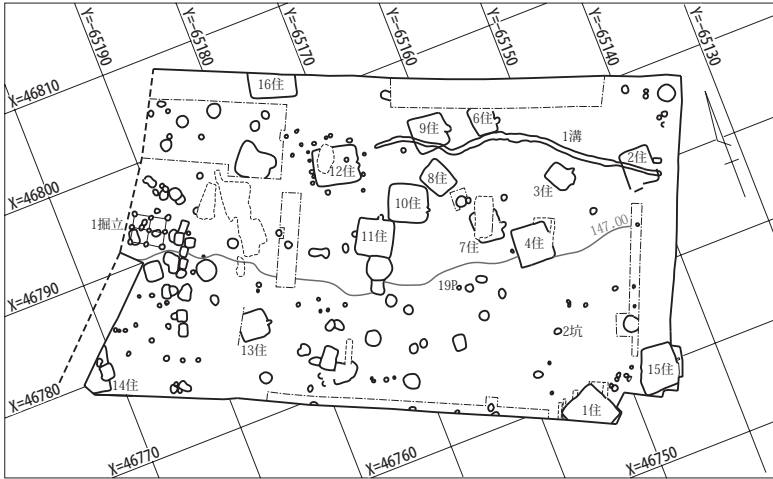 Y=-65190
Y=-65180
Y=-65170
Y=-65160
Y=-65150
Y=-65140
Y=-65130
X=46810
16住
6住
9住
1溝
2住
12住
8住
3住
X=46800
10住
1掘立
11住
7住
4住
147.00
19P
X=46790
2坑
13住
15住
14住
X=46780
1住
X=46770
X=46760
X=46750